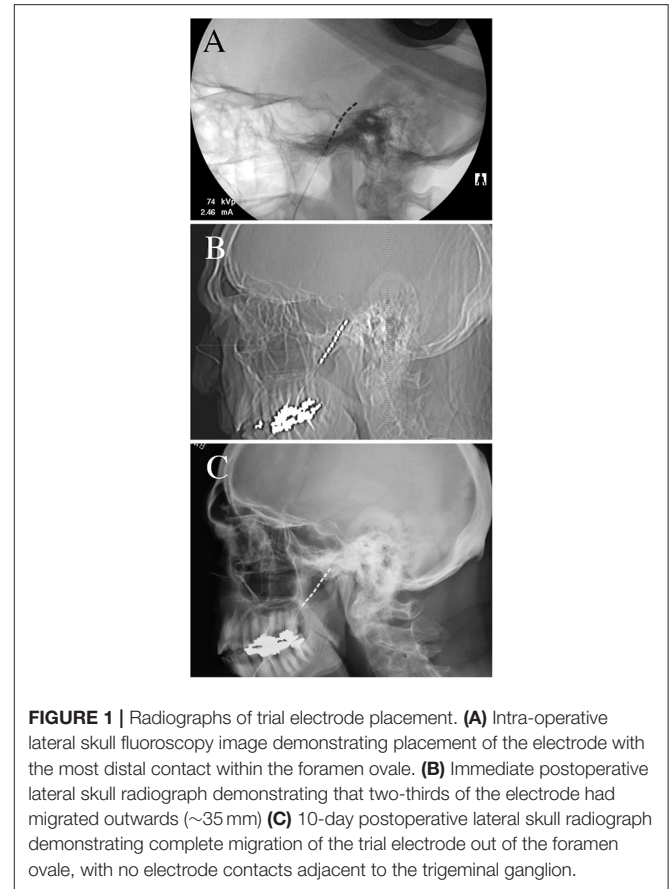 A
74 kVp
2.46 mA
B
C
FIGURE 1 | Radiographs of trial electrode placement. (A) Intra-operative
lateral skull fluoroscopy image demonstrating placement of the electrode with
the most distal contact within the foramen ovale. (B) Immediate postoperative
lateral skull radiograph demonstrating that two-thirds of the electrode had
migrated outwards (∼35 mm) (C) 10-day postoperative lateral skull radiograph
demonstrating complete migration of the trial electrode out of the foramen
ovale, with no electrode contacts adjacent to the trigeminal ganglion.